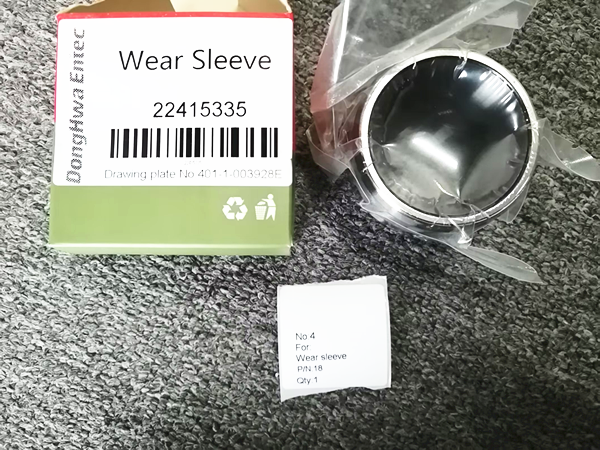 DongHwa Entec
Wear Sleeve
22415335
Drawing plate No 401-1-003928E
No.4
For
Wear sleeve
P/N 18
Qty 1